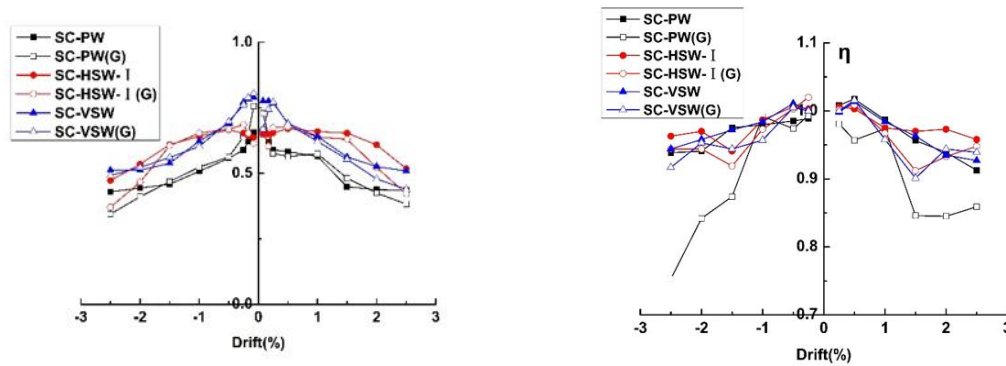 SC-PW
SC-PW(G)
SC-HSW-Ⅰ
SC-HSW-Ⅰ(G)
SC-VSW
SC-VSW(G)
1.0
0.5
0.0
-3 -2 -1 0 1 2 3
Drift(%)
SC-PW
SC-PW(G)
SC-HSW-Ⅰ
SC-HSW-Ⅰ(G)
SC-VSW
SC-VSW(G)
1.1
η
0.9
0.8
0.7
-3 -2 -1 0 1 2 3
Drift(%)